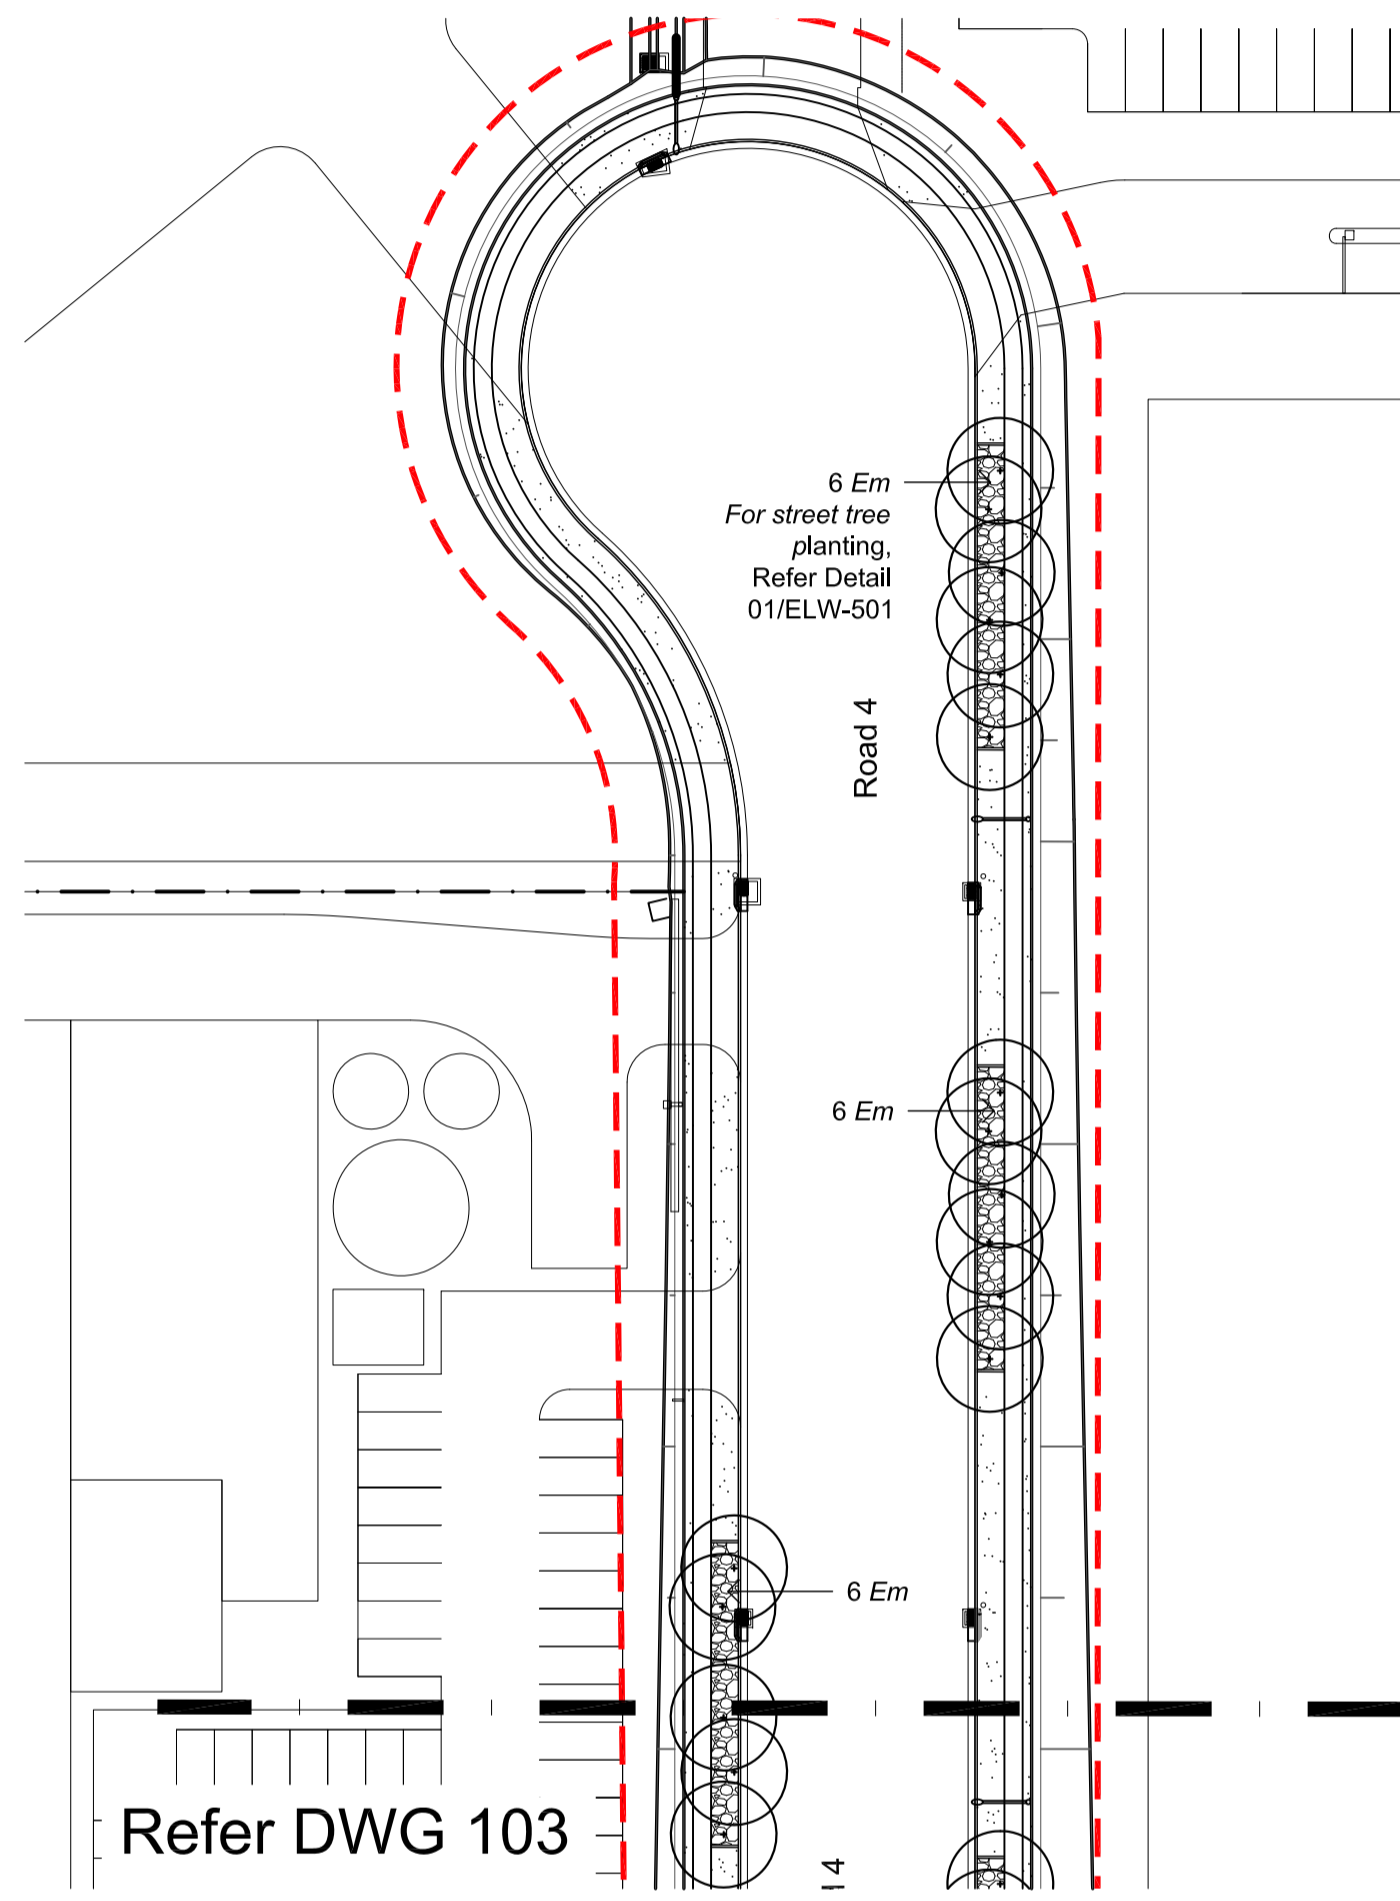 6 Em
For street tree
planting,
Refer Detail
01/ELW-501
Road 4
6 Em
6 Em
Refer DWG 103
4